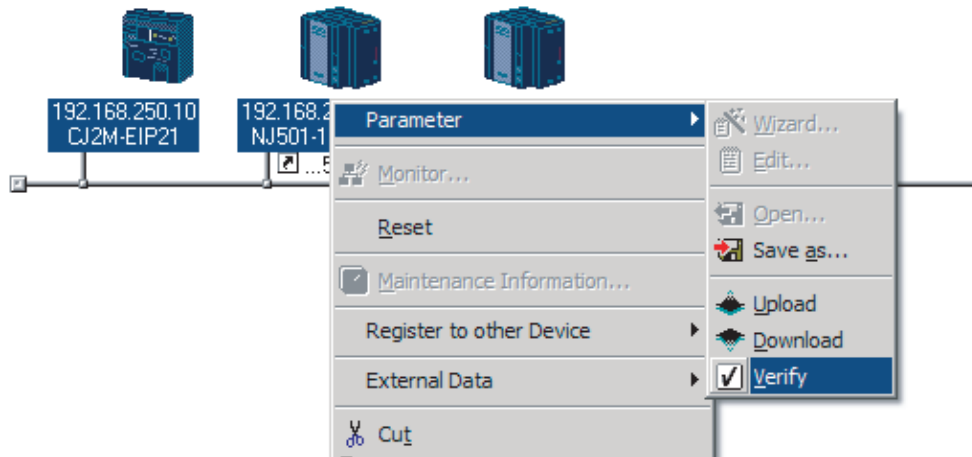 192.168.250.10
CJ2M-EIP21
192.168.2
NJ501-1
...5
Parameter
Monitor...
Reset
Maintenance Information...
Register to other Device
External Data
Cut
Wizard...
Edit...
Open...
Save as...
Upload
Download
Verify